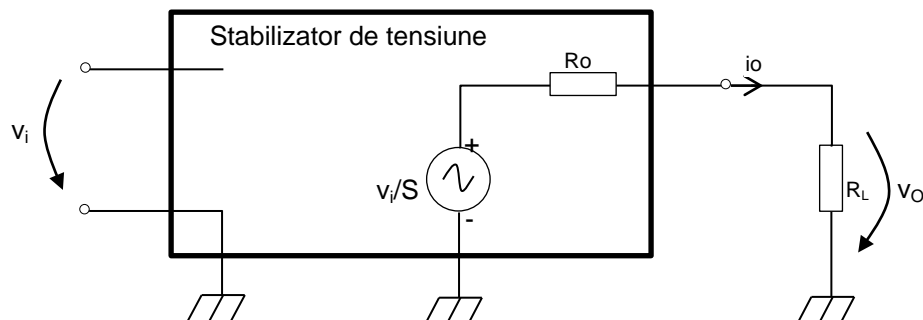 Stabilizator de tensiune
Ro
io
vi
+
vi/S
-
RL
vO